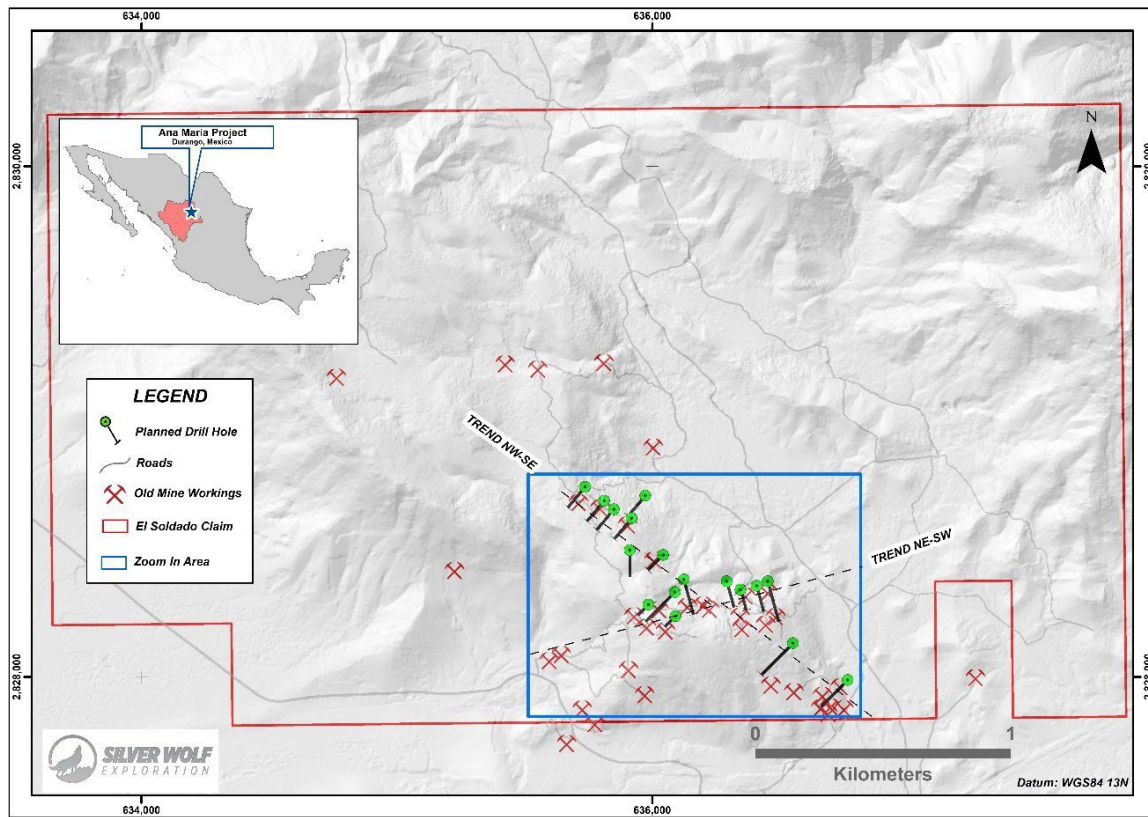 634,000
636,000
2,830,000
2,830,000
Ana Maria Project
Durango, Mexico
N
LEGEND
Planned Drill Hole
Roads
Old Mine Workings
El Soldado Claim
Zoom In Area
TREND NW-SE
TREND NE-SW
2,828,000
2,828,000
SILVER WOLF
EXPLORATION
0
1
Kilometers
Datum: WGS84 13N
634,000
636,000